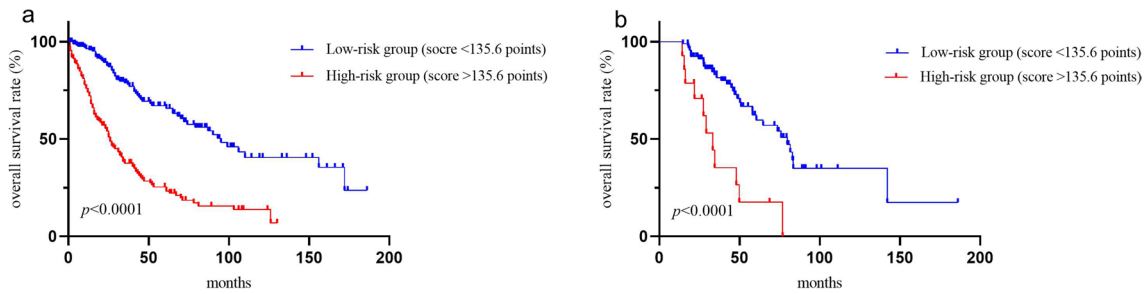 a
overall survival rate (%)
100
50
0
0
50
100
150
200
months
Low-risk group (socre <135.6 points)
High-risk group (score >135.6 points)
p<0.0001
b
overall survival rate (%)
100
50
0
0
50
100
150
200
months
Low-risk group (score <135.6 points)
High-risk group (score >135.6 points)
p<0.0001